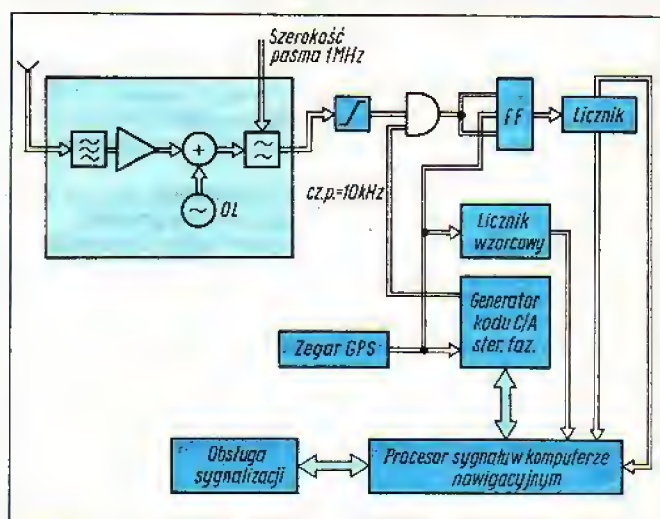 Szerokość
pasma 1MHz
OL
cz.p.=10kHz
FF
Licznik
Licznik
wzorcowy
Generator
kodu C/A
ster. faz.
Zegar GPS
Obsługa
sygnalizacji
Procesor sygnały w komputerze
nawigacyjnym